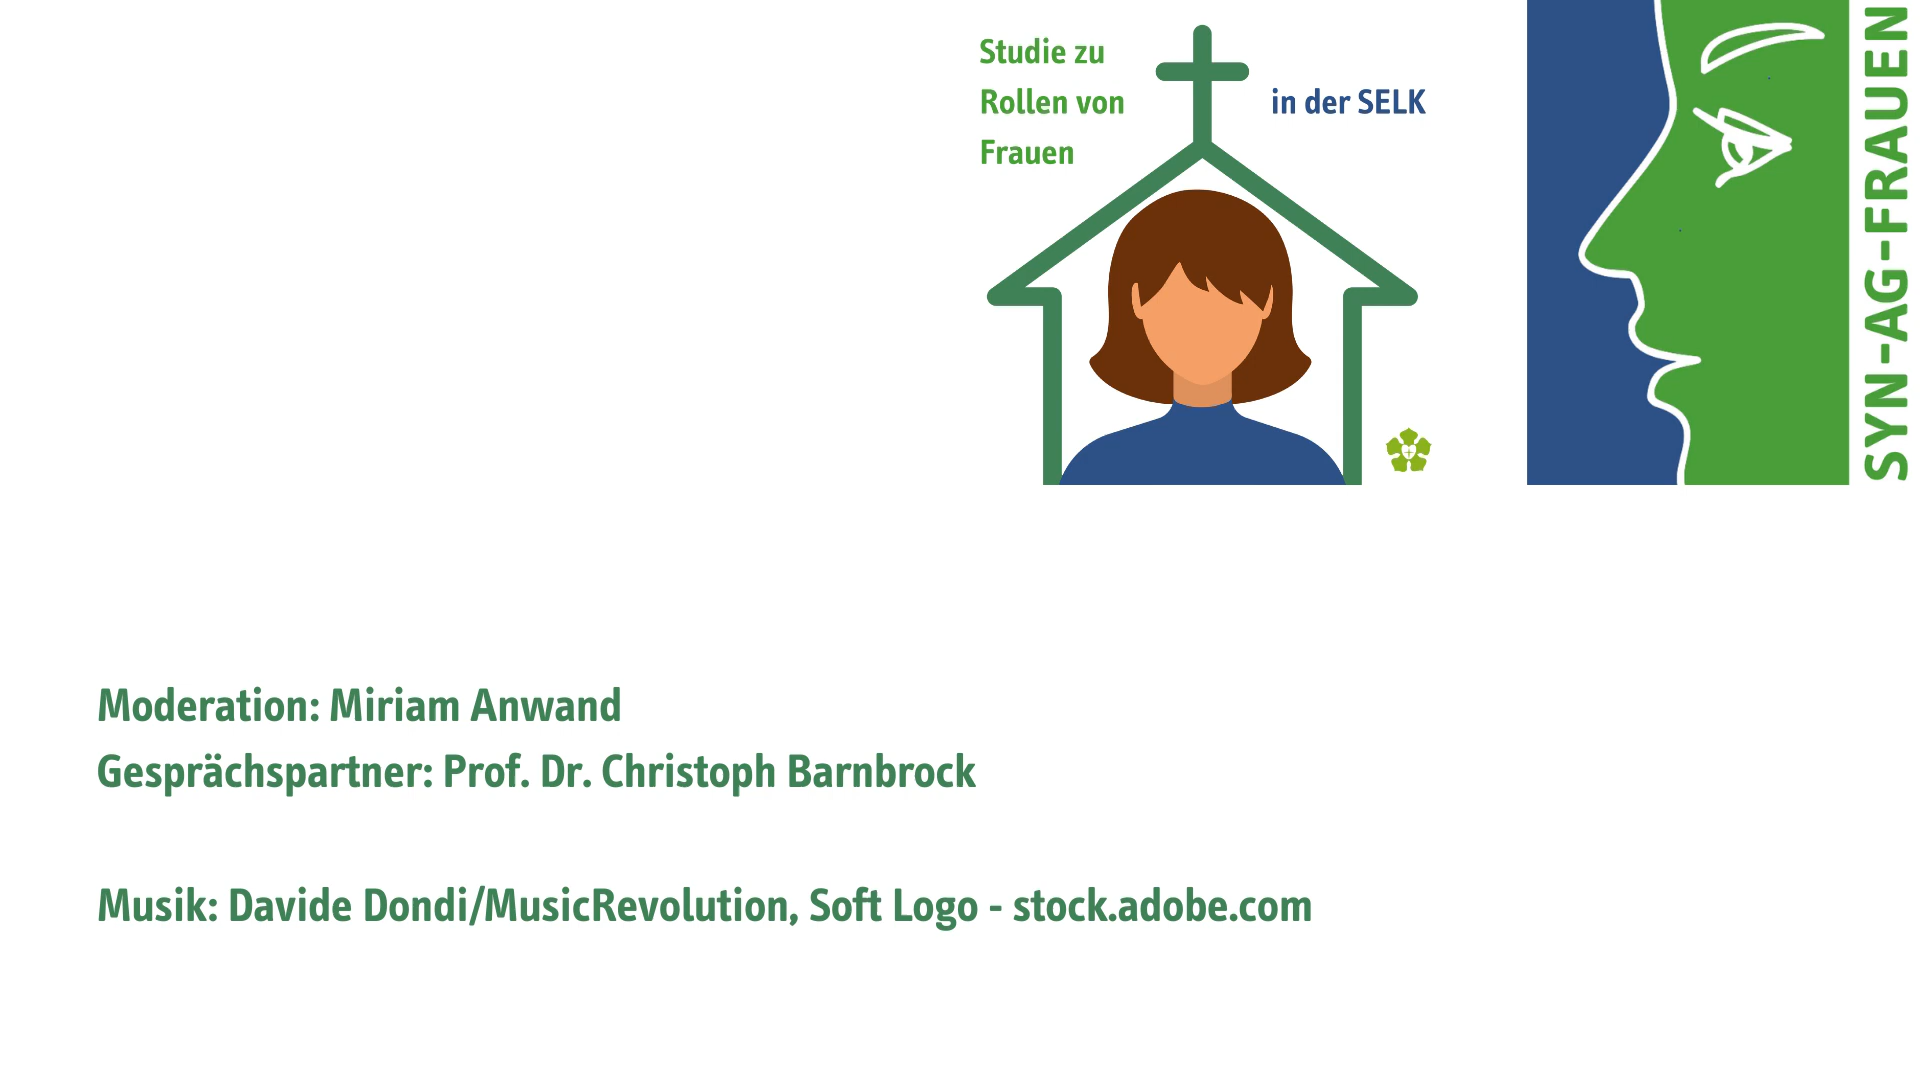 Studie zu
Rollen von
Frauen
in der SELK
SYN-AG-FRAUEN
Moderation: Miriam Anwand
Gesprächspartner: Prof. Dr. Christoph Barnbrock
Musik: Davide Dondi/MusicRevolution, Soft Logo - stock.adobe.com